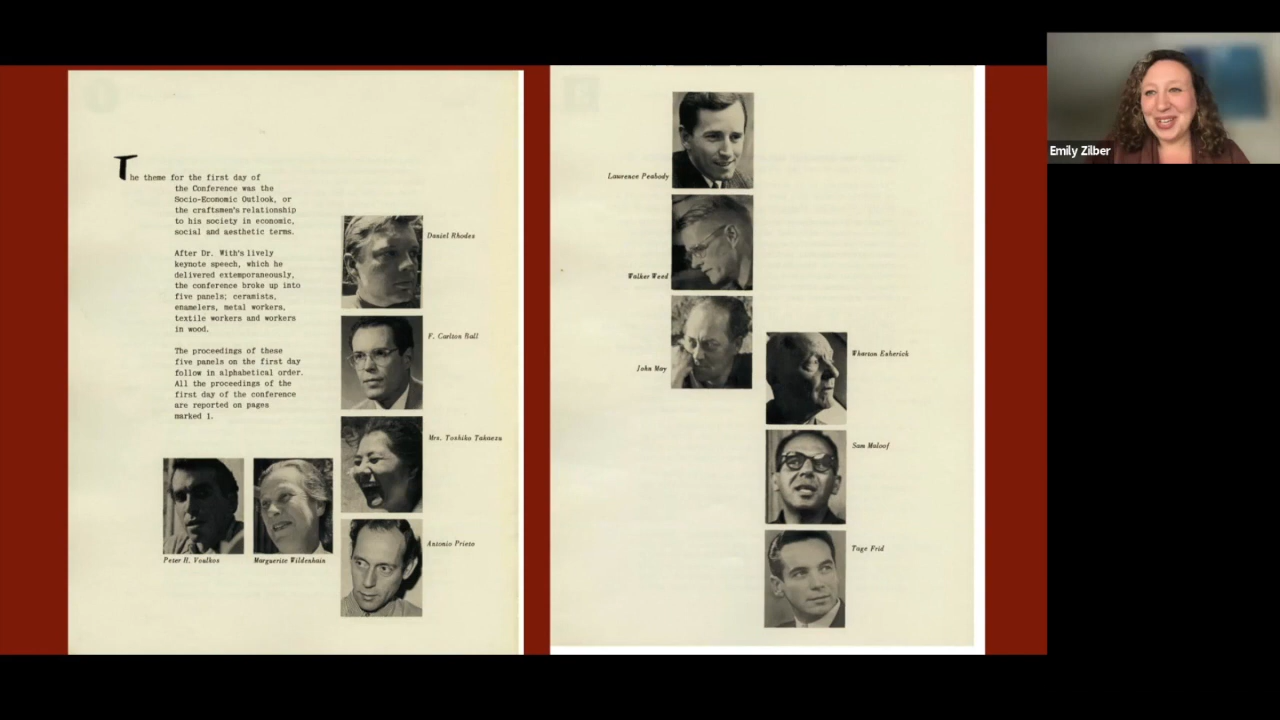 The theme for the first day of
the Conference was the
Socio-Economic Outlook, or
the craftsmen's relationship
to his society in economic,
social and aesthetic terms.
After Dr. With's lively
keynote speech, which he
delivered extemporaneously,
the conference broke up into
five panels; ceramists,
enamelers, metal workers,
textile workers and workers
in wood.
The proceedings of these
five panels on the first day
follow in alphabetical order.
All the proceedings of the
first day of the conference
are reported on pages
marked 1.
Daniel Rhodes
F. Carlton Ball
Mrs. Toshiko Takaezu
Antonio Prieto
Peter H. Voulkos
Marguerite Wildenhain
Lawrence Peabody
Walker Weed
John May
Wharton Esherick
Sam Maloof
Tage Frid
Emily Zilber